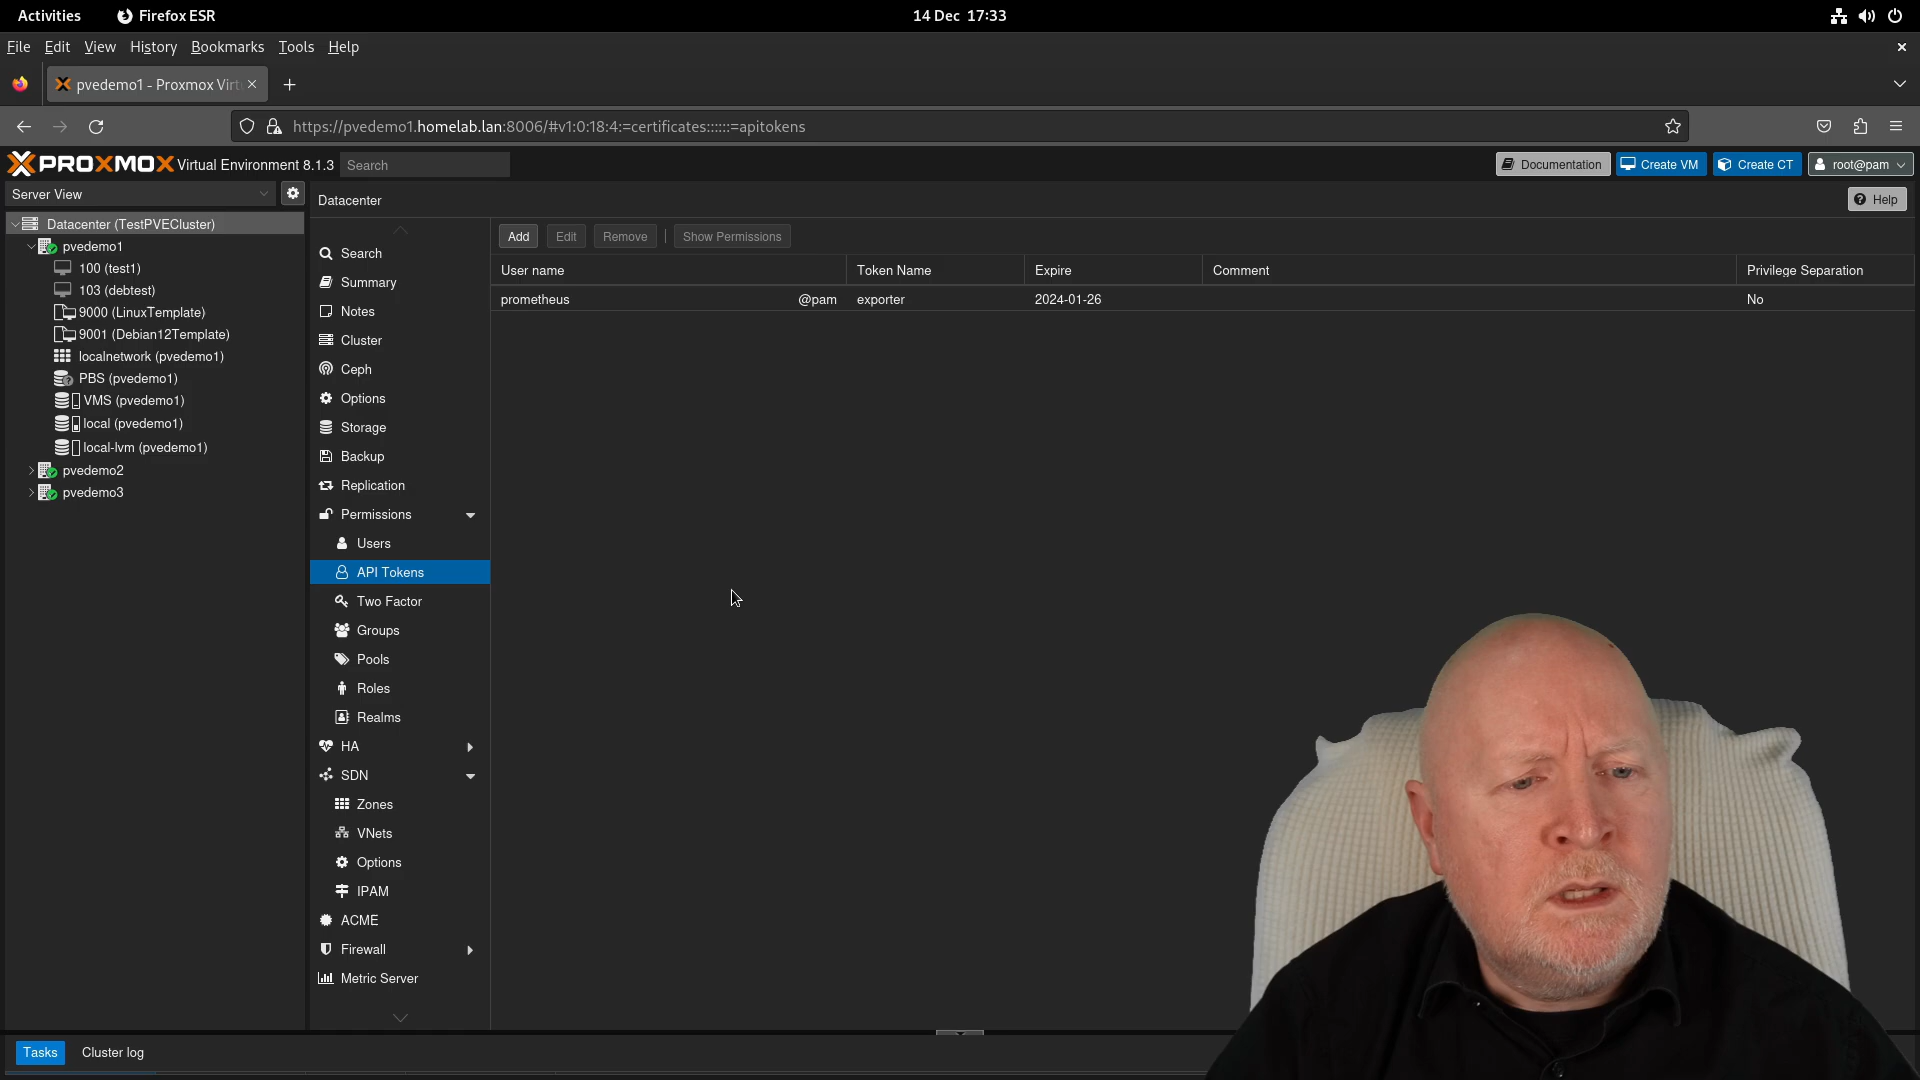 Activities Firefox ESR 14 Dec 17:33
File Edit View History Bookmarks Tools Help
pvedemo1 - Proxmox Virt
https://pvedemo1.homelab.lan:8006/#v1:0:18:4:=certificates::::::=apitokens
PROXMOX Virtual Environment 8.1.3 Search Documentation Create VM Create CT root@pam
Server View Datacenter Help
Datacenter (TestPVECluster)
pvedemo1
100 (test1)
103 (debtest)
9000 (LinuxTemplate)
9001 (Debian12Template)
localnetwork (pvedemo1)
PBS (pvedemo1)
VMS (pvedemo1)
local (pvedemo1)
local-lvm (pvedemo1)
pvedemo2
pvedemo3
Search
Summary
Notes
Cluster
Ceph
Options
Storage
Backup
Replication
Permissions
Users
API Tokens
Two Factor
Groups
Pools
Roles
Realms
HA
SDN
Zones
VNets
Options
IPAM
ACME
Firewall
Metric Server
Add Edit Remove Show Permissions
User name Token Name Expire Comment Privilege Separation
prometheus @pam exporter 2024-01-26 No
Tasks Cluster log